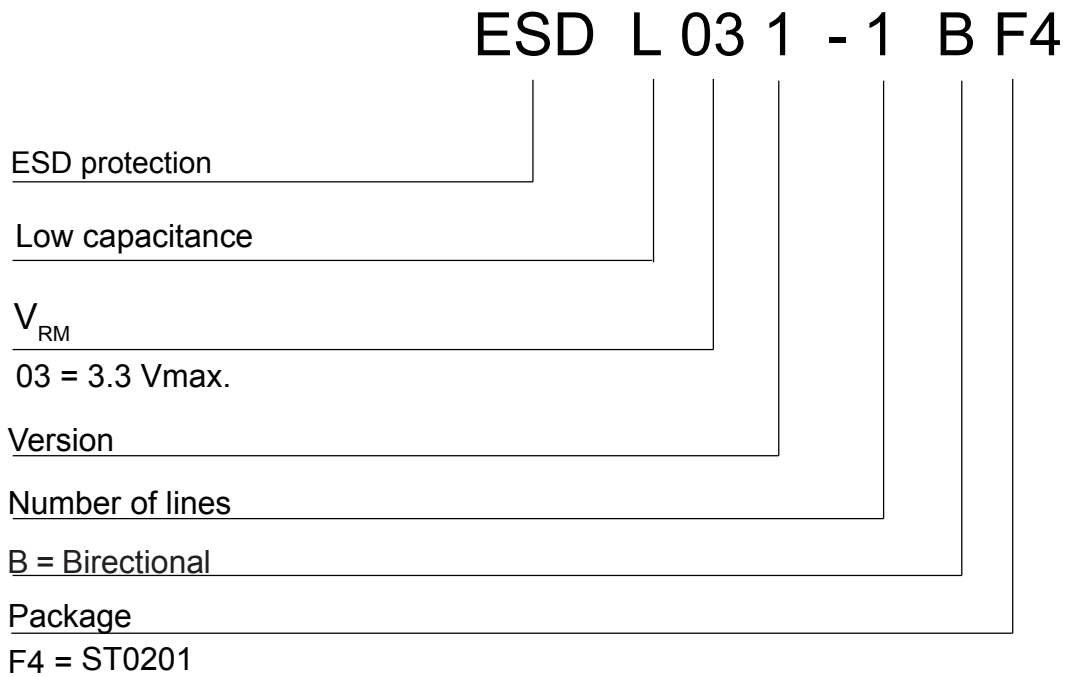 ESD L 03 1 - 1 B F4
ESD protection
Low capacitance
V RM
03 = 3.3 Vmax.
Version
Number of lines
B = Birectional
Package
F4 = ST0201